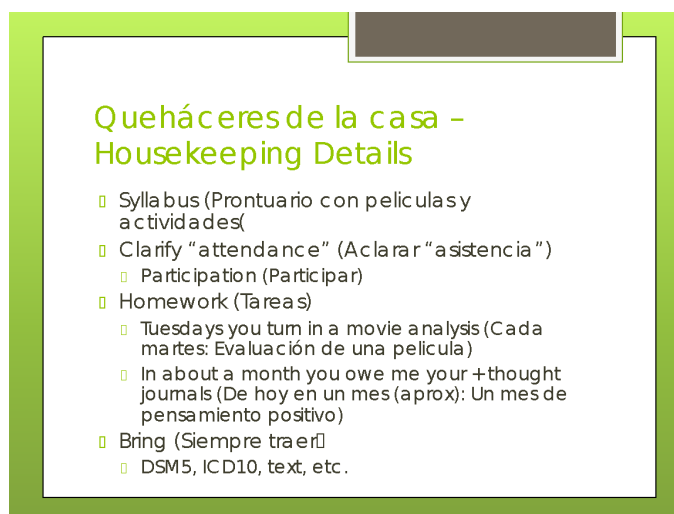 Queháceres de la casa –
Housekeeping Details
Syllabus (Prontuario con peliculas y
actividades(
Clarify “attendance” (Aclarar “asistencia”)
Participation (Participar)
Homework (Tareas)
Tuesdays you turn in a movie analysis (Cada
martes: Evaluación de una pelicula)
In about a month you owe me your +thought
journals (De hoy en un mes (aprox): Un mes de
pensamiento positivo)
Bring (Siempre traer
DSM5, ICD10, text, etc.